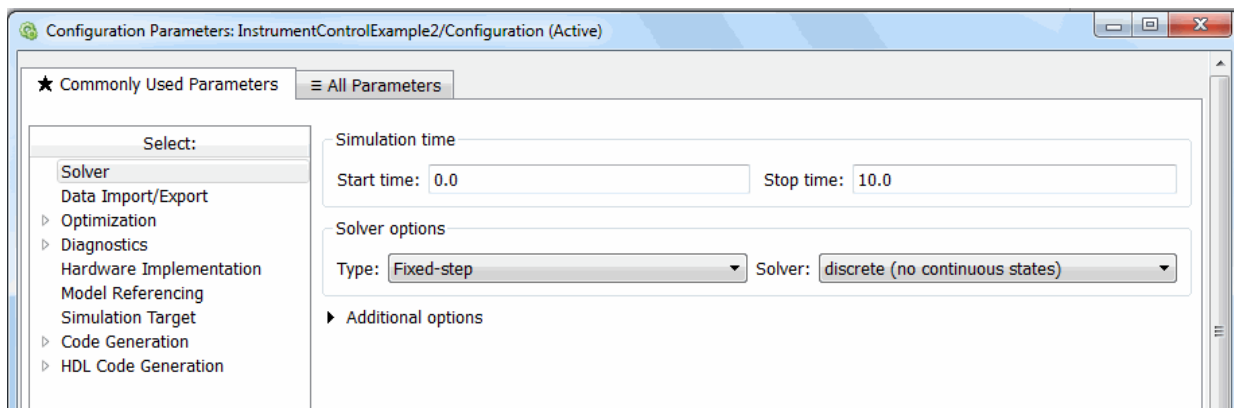 Configuration Parameters: InstrumentControlExample2/Configuration (Active)
★ Commonly Used Parameters
≡ All Parameters
Select:
Solver
Data Import/Export
Optimization
Diagnostics
Hardware Implementation
Model Referencing
Simulation Target
Code Generation
HDL Code Generation
Simulation time
Start time: 0.0 Stop time: 10.0
Solver options
Type: Fixed-step Solver: discrete (no continuous states)
Additional options